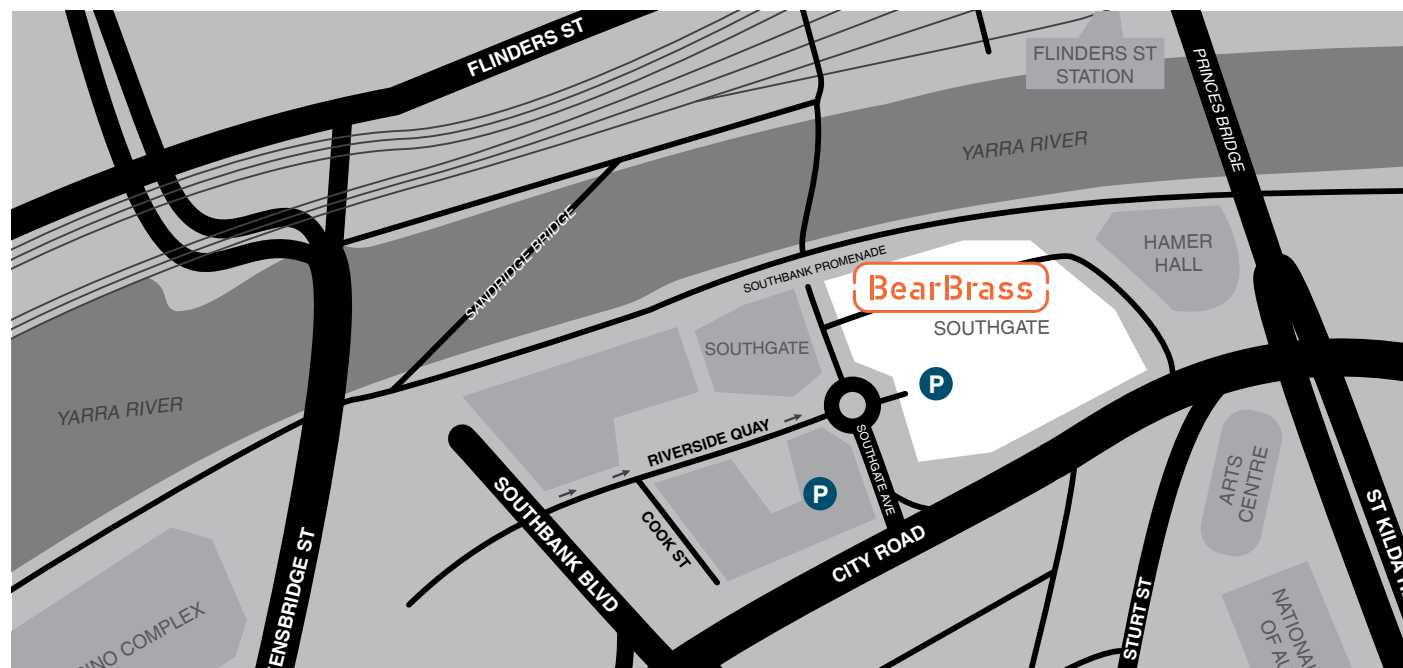 FLINDERS ST
FLINDERS ST
STATION
PRINCES BRIDGE
YARRA RIVER
SANDRIDGE BRIDGE
HAMER
HALL
SOUTHBANK PROMENADE
BearBrass
SOUTHGATE
SOUTHGATE
P
YARRA RIVER
RIVERSIDE QUAY
SOUTHGATE AVE
P
ARTS
CENTRE
SOUTHBANK BLVD
COOK ST
CITY ROAD
ST KILDA
ENSBRIDGE ST
STURT ST
INO COMPLEX
NATIONAL
OF AU